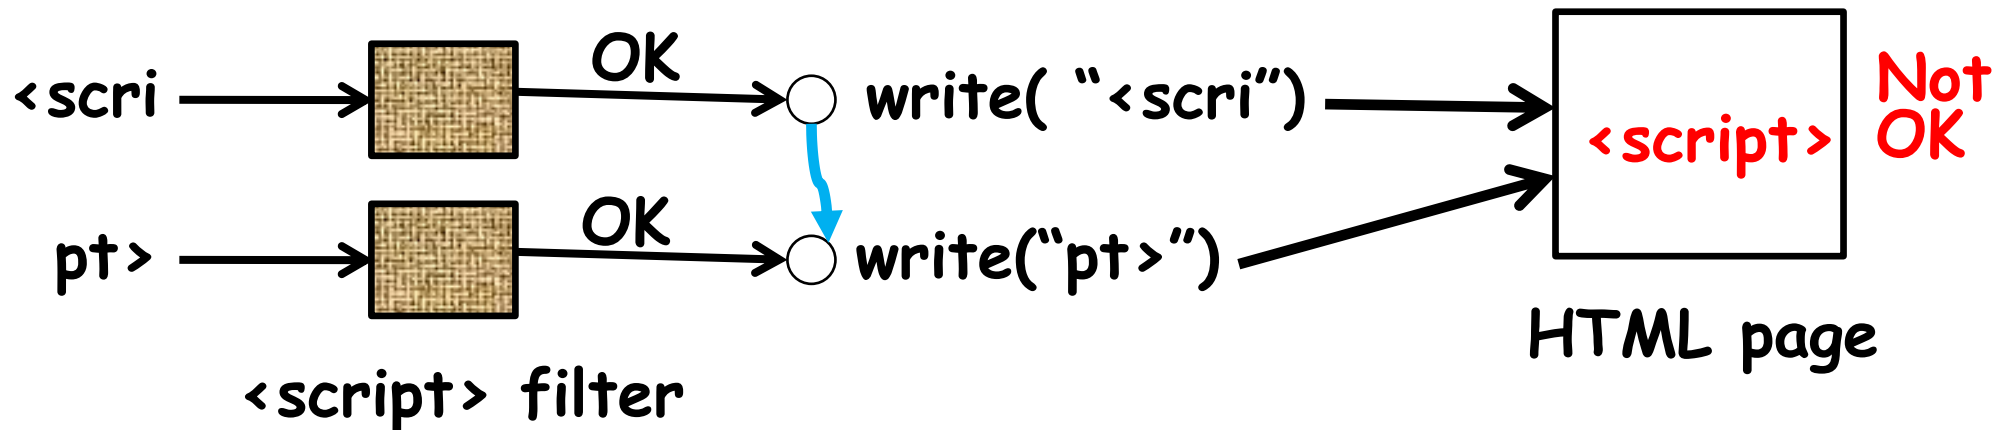 <scri
OK
write( “<scri”)
<script>
Not
OK
pt>
OK
write(“pt>”)
HTML page
<script> filter